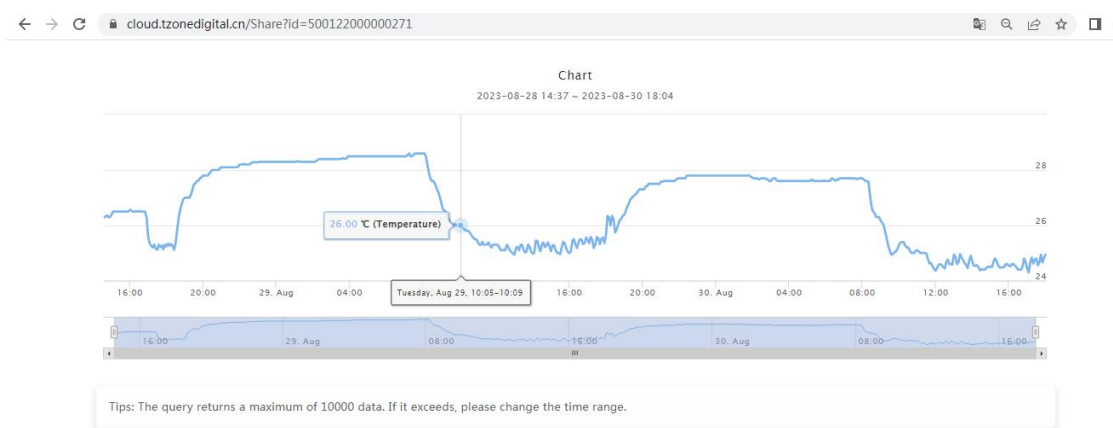 cloud.tzonedigital.cn/Share?id=500122000000271
Chart
2023-08-28 14:37 ~ 2023-08-30 18:04
28
26
24
26.00 ℃ (Temperature)
Tuesday, Aug 29, 10:05-10:09
16:00 20:00 29. Aug 04:00 16:00 20:00 30. Aug 04:00 08:00 12:00 16:00
16:00 29. Aug 08:00 16:00 30. Aug 08:00 16:00
Tips: The query returns a maximum of 10000 data. If it exceeds, please change the time range.